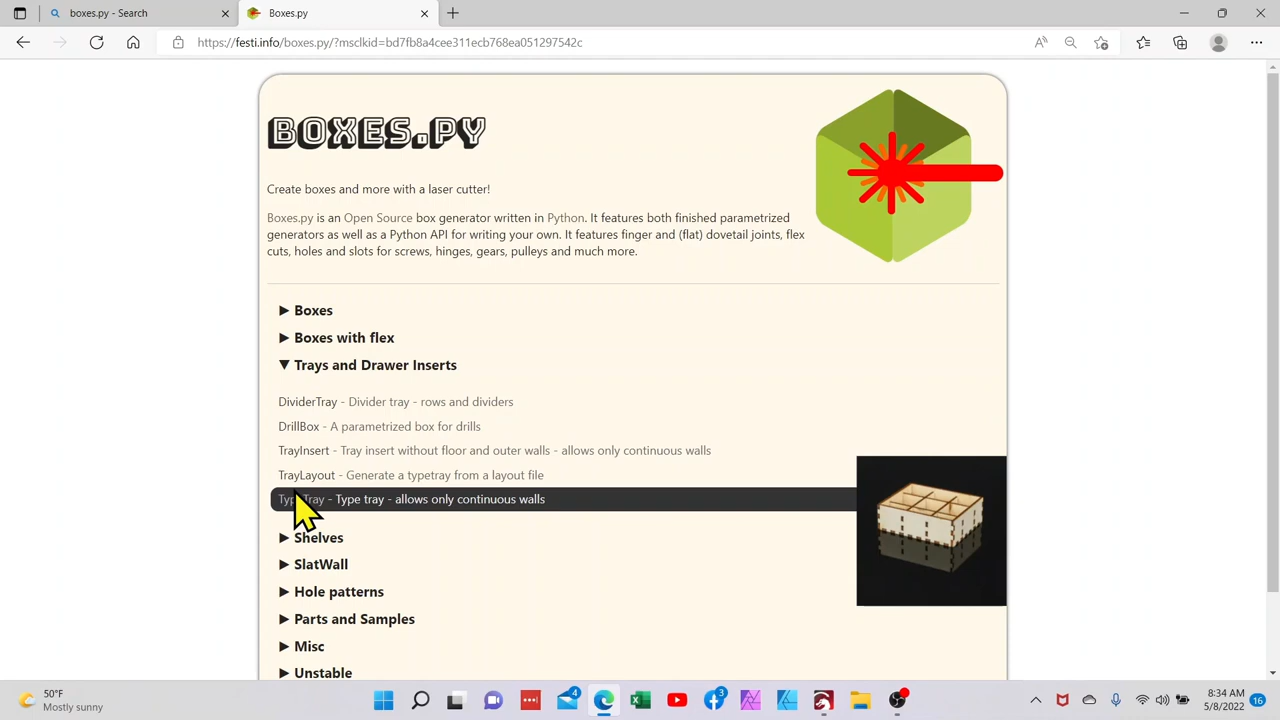 boxes.py - Search
Boxes.py
https://festi.info/boxes.py/?msclkid=bd7fb8a4cee311ecb768ea051297542c
BOXES.PY
Create boxes and more with a laser cutter!
Boxes.py is an Open Source box generator written in Python. It features both finished parametrized
generators as well as a Python API for writing your own. It features finger and (flat) dovetail joints, flex
cuts, holes and slots for screws, hinges, gears, pulleys and much more.
▶ Boxes
▶ Boxes with flex
▼ Trays and Drawer Inserts
DividerTray - Divider tray - rows and dividers
DrillBox - A parametrized box for drills
TrayInsert - Tray insert without floor and outer walls - allows only continuous walls
TrayLayout - Generate a typetray from a layout file
Tray - Type tray - allows only continuous walls
▶ Shelves
▶ SlatWall
▶ Hole patterns
▶ Parts and Samples
▶ Misc
▶ Unstable
50°F
Mostly sunny
4
3
8:34 AM
5/8/2022
16